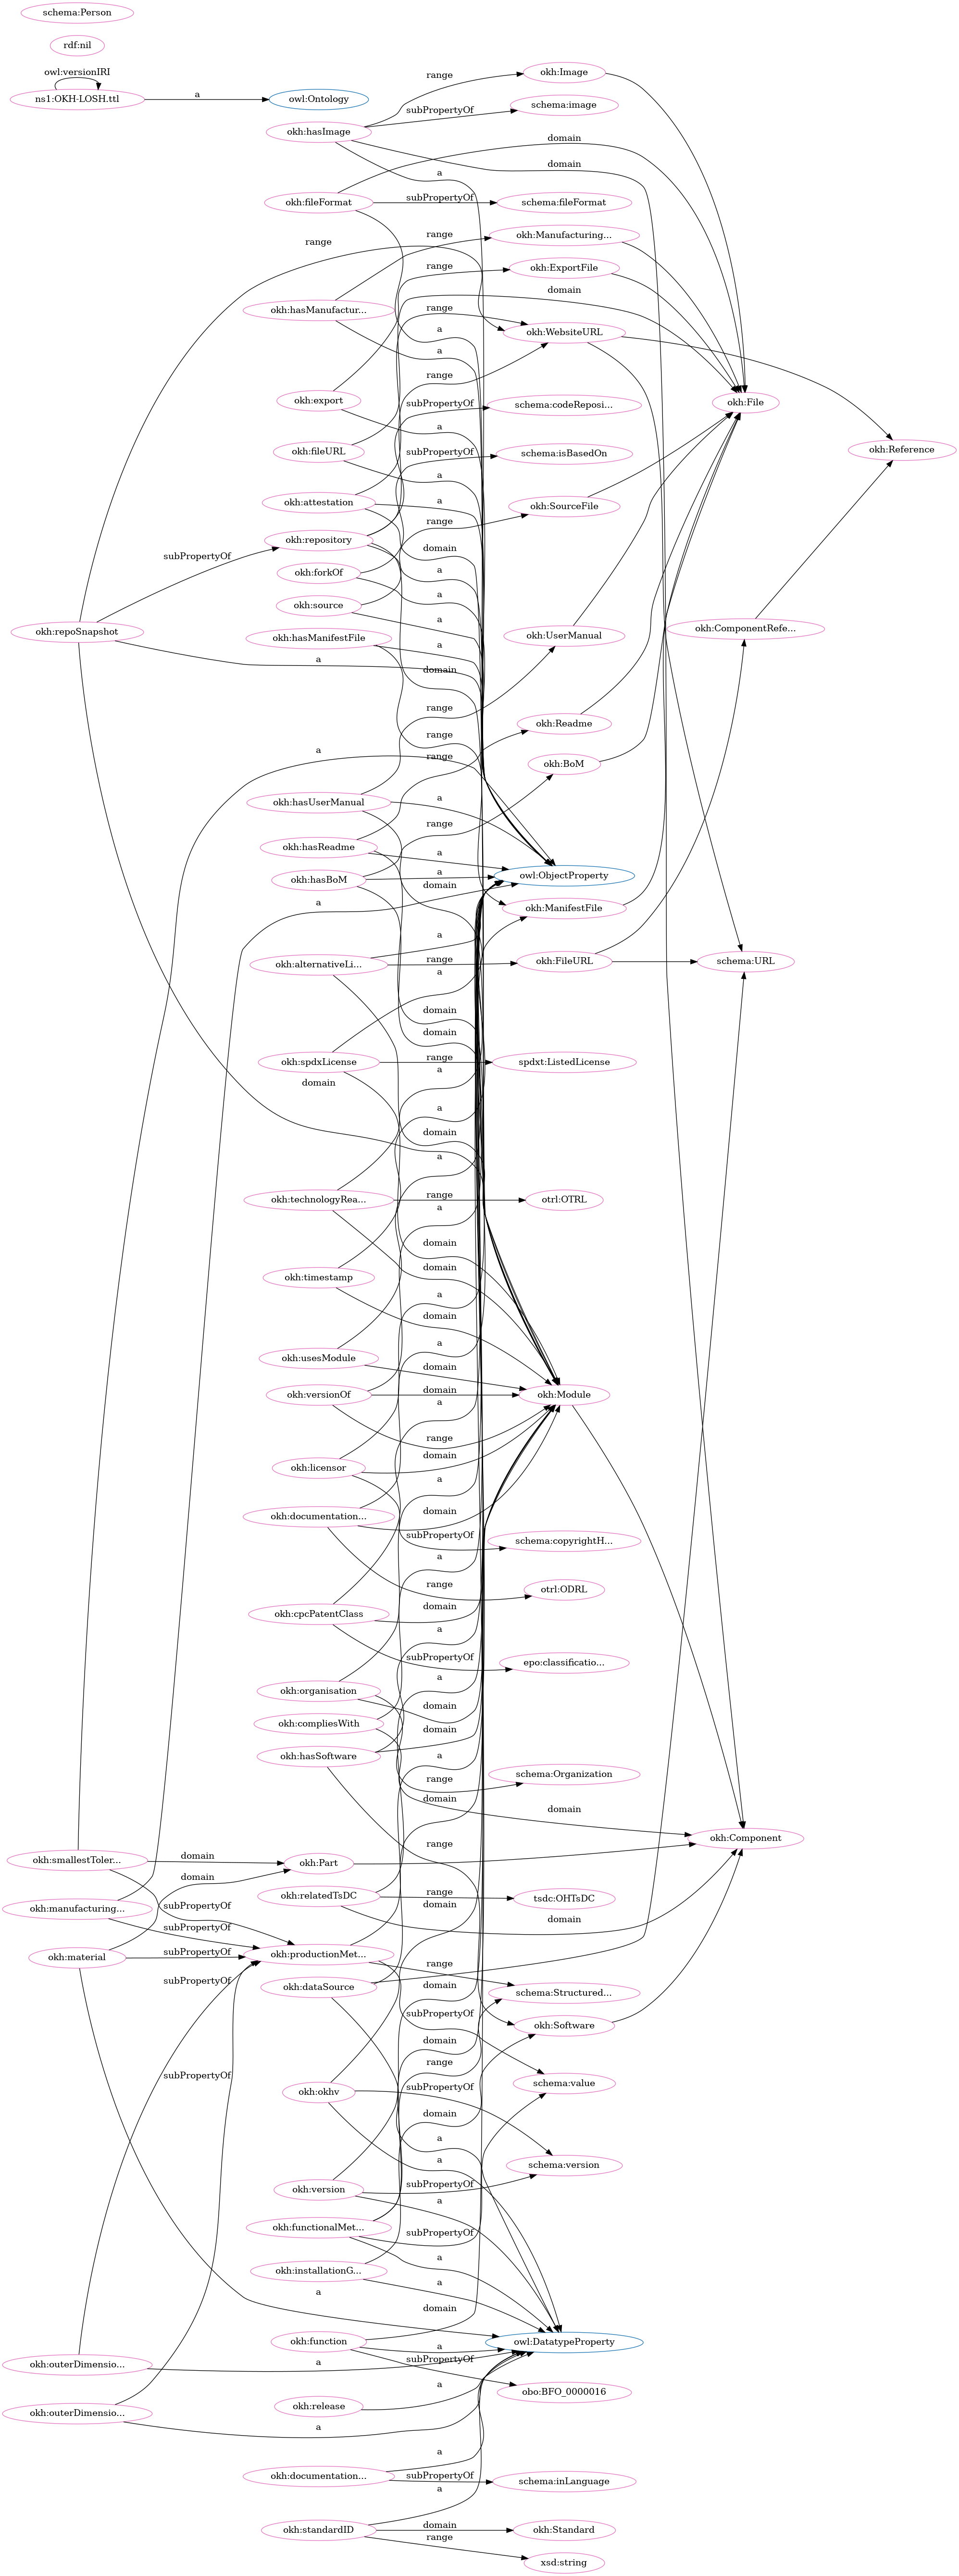 schema:Person
rdf:nil
owl:versionIRI
okh:Image
range
ns1:OKH-LOSH.ttl
a
owl:Ontology
schema:image
subPropertyOf
okh:hasImage
domain
domain
a
okh:fileFormat
subPropertyOf
schema:fileFormat
range
okh:Manufacturing...
range
range
okh:ExportFile
domain
okh:hasManufactur...
range
a
okh:WebsiteURL
a
range
okh:export
subPropertyOf
schema:codeReposi...
okh:File
a
okh:fileURL
subPropertyOf
schema:isBasedOn
okh:Reference
a
okh:attestation
a
okh:SourceFile
range
okh:repository
subPropertyOf
domain
okh:forkOf
a
a
okh:source
a
okh:repoSnapshot
okh:hasManifestFile
okh:UserManual
okh:ComponentRefe...
a
a
domain
range
okh:Readme
range
a
range
okh:BoM
okh:hasUserManual
a
range
okh:hasReadme
a
okh:hasBoM
a
owl:ObjectProperty
domain
a
okh:ManifestFile
a
okh:alternativeLi...
range
okh:FileURL
schema:URL
a
domain
domain
okh:spdxLicense
range
spdxt:ListedLicense
a
domain
a
domain
a
okh:technologyRea...
range
otrl:OTRL
a
domain
domain
okh:timestamp
a
domain
okh:usesModule
a
domain
okh:versionOf
domain
okh:Module
a
range
domain
okh:licensor
a
domain
okh:documentation...
subPropertyOf
schema:copyrightH...
a
range
otrl:ODRL
domain
okh:cpcPatentClass
a
subPropertyOf
epo:classificatio...
a
okh:organisation
domain
okh:compliesWith
domain
okh:hasSoftware
a
schema:Organization
range
domain
domain
okh:Component
range
okh:smallestToler...
domain
okh:Part
domain
okh:relatedTsDC
range
tsdc:OHTsDC
domain
subPropertyOf
okh:manufacturing...
domain
subPropertyOf
okh:material
subPropertyOf
okh:productionMet...
range
subPropertyOf
domain
okh:dataSource
schema:Structured...
subPropertyOf
okh:Software
domain
range
subPropertyOf
okh:okhv
subPropertyOf
schema:value
domain
a
a
schema:version
subPropertyOf
okh:version
a
okh:functionalMet...
subPropertyOf
a
okh:installationG...
a
a
domain
okh:function
a
owl:DatatypeProperty
subPropertyOf
okh:outerDimensio...
a
a
obo:BFO_0000016
okh:release
okh:outerDimensio...
a
a
okh:documentation...
subPropertyOf
schema:inLanguage
a
okh:standardID
domain
okh:Standard
range
xsd:string